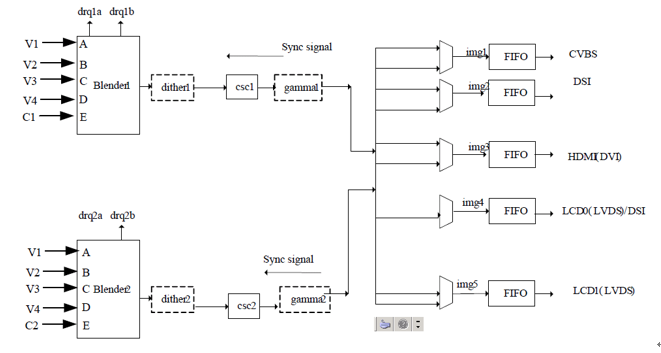 drq1a drq1b
V1 A
V2 B
V3 C Blender1
V4 D
C1 E
dither1
csc1
gamma1
Sync signal
img1 FIFO CVBS
img2 FIFO DSI
img3 FIFO HDMI(DVI)
img4 FIFO LCD0(LVDS)/DSI
img5 FIFO LCD1(LVDS)
drq2a drq2b
V1 A
V2 B
V3 C Blender2
V4 D
C2 E
dither2
csc2
gamma2
Sync signal